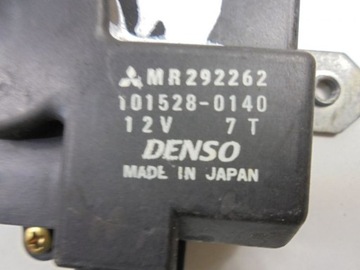 MR292262
101528-0140
12V 7T
DENSO
MADE IN JAPAN